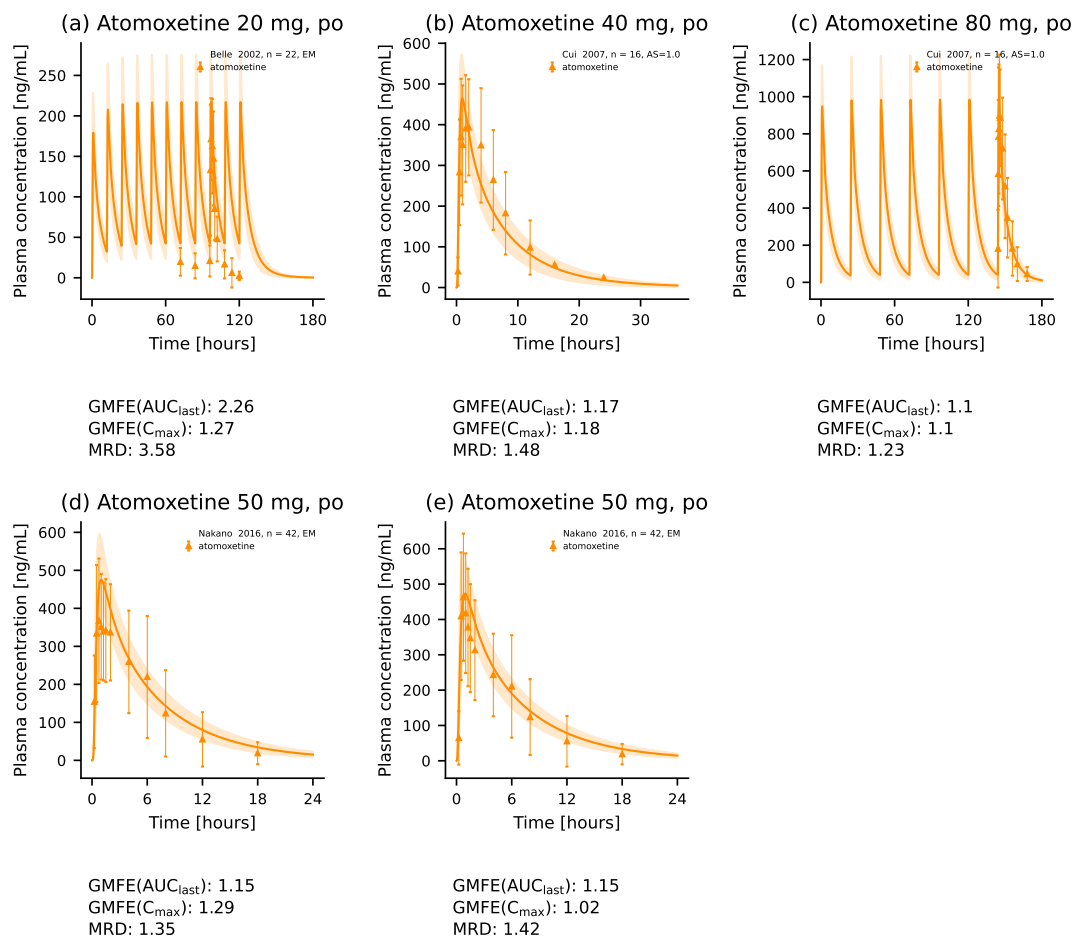 (a) Atomoxetine 20 mg, po
Belle 2002, n = 22, EM
atomoxetine
Plasma concentration [ng/mL]
250
200
150
100
50
0
0 60 120 180
Time [hours]
GMFE(AUClast): 2.26
GMFE(Cmax): 1.27
MRD: 3.58
(b) Atomoxetine 40 mg, po
Cui 2007, n = 16, AS=1.0
atomoxetine
Plasma concentration [ng/mL]
600
500
400
300
200
100
0
0 10 20 30
Time [hours]
GMFE(AUClast): 1.17
GMFE(Cmax): 1.18
MRD: 1.48
(c) Atomoxetine 80 mg, po
Cui 2007, n = 16, AS=1.0
atomoxetine
Plasma concentration [ng/mL]
1200
1000
800
600
400
200
0
0 60 120 180
Time [hours]
GMFE(AUClast): 1.1
GMFE(Cmax): 1.1
MRD: 1.23
(d) Atomoxetine 50 mg, po
Nakano 2016, n = 42, EM
atomoxetine
Plasma concentration [ng/mL]
600
500
400
300
200
100
0
0 6 12 18 24
Time [hours]
GMFE(AUClast): 1.15
GMFE(Cmax): 1.29
MRD: 1.35
(e) Atomoxetine 50 mg, po
Nakano 2016, n = 42, EM
atomoxetine
Plasma concentration [ng/mL]
600
500
400
300
200
100
0
0 6 12 18 24
Time [hours]
GMFE(AUClast): 1.15
GMFE(Cmax): 1.02
MRD: 1.42